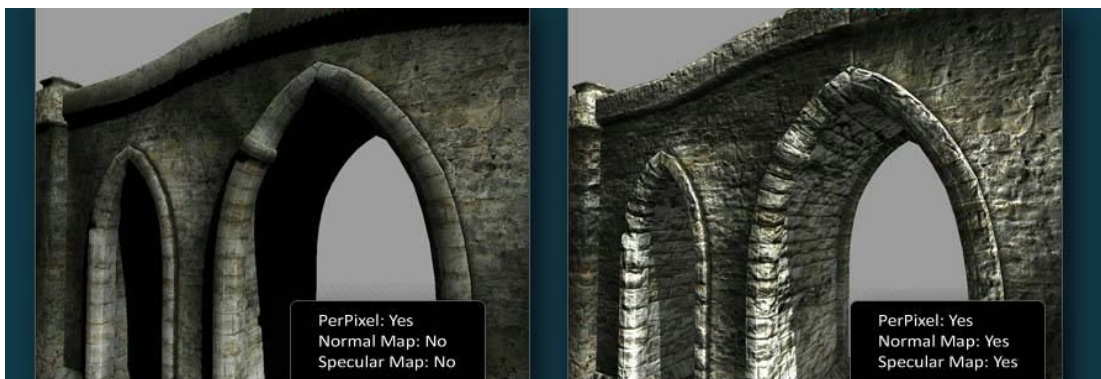 PerPixel: Yes
Normal Map: No
Specular Map: No
PerPixel: Yes
Normal Map: Yes
Specular Map: Yes